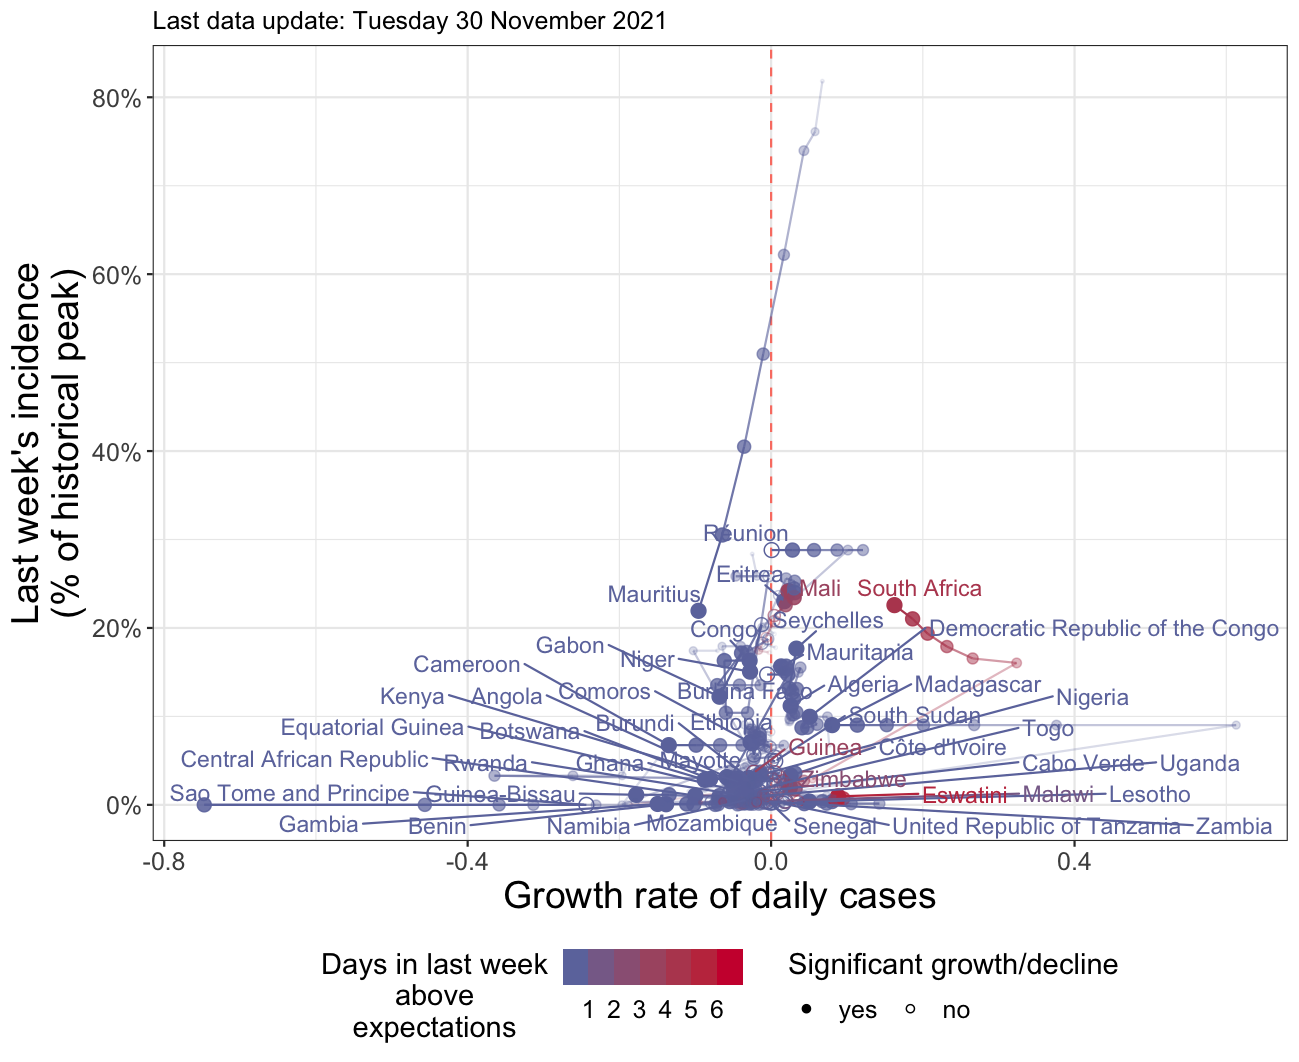 Last data update: Tuesday 30 November 2021
Last week's incidence
(% of historical peak)
80%
60%
40%
20%
0%
Réunion
Eritrea
Mali
South Africa
Mauritius
Seychelles
Congo
Democratic Republic of the Congo
Gabon
Niger
Mauritania
Cameroon
Kenya
Angola
Comoros
Burkina Faso
Algeria
Madagascar
Nigeria
Equatorial Guinea
Botswana
Burundi
Ethiopia
South Sudan
Togo
Central African Republic
Rwanda
Ghana
Mayotte
Guinea
Côte d'Ivoire
Cabo Verde
Uganda
Zimbabwe
Sao Tome and Principe
Guinea-Bissau
Eswatini
Malawi
Lesotho
Gambia
Benin
Namibia
Mozambique
Senegal
United Republic of Tanzania
Zambia
-0.8
-0.4
0.0
0.4
Growth rate of daily cases
Days in last week
above
expectations
1 2 3 4 5 6
Significant growth/decline
yes
no